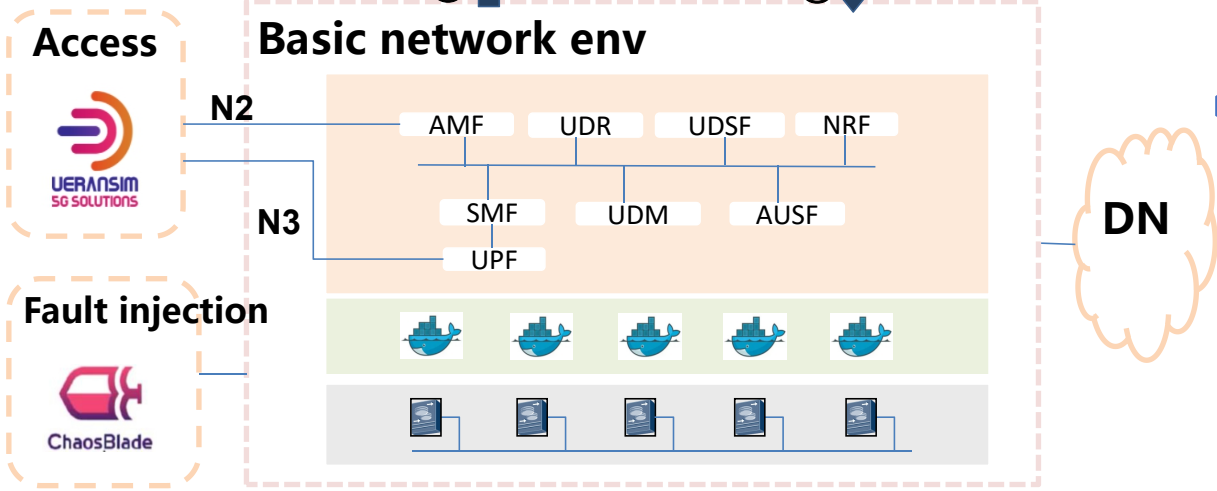 Access
Basic network env
N2
AMF
UDR
UDSF
NRF
UERANSIM
5G SOLUTIONS
SMF
UDM
AUSF
N3
UPF
DN
Fault injection
ChaosBlade